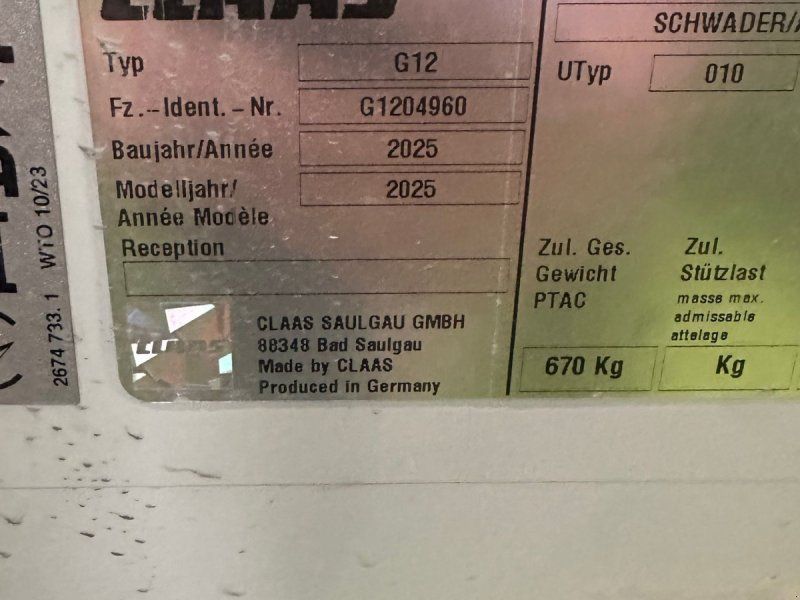 CLAAS
SCHWADER/
Typ G12
UTyp 010
Fz.-Ident.-Nr. G1204960
Baujahr/Année 2025
Modelljahr/ 2025
Année Modèle
Reception
Zul. Ges. Zul.
Gewicht Stützlast
PTAC masse max.
admissable
attelage
670 Kg Kg
CLAAS SAULGAU GMBH
88348 Bad Saulgau
Made by CLAAS
Produced in Germany
CLAAS
2674 733. 1 WTO 10/23